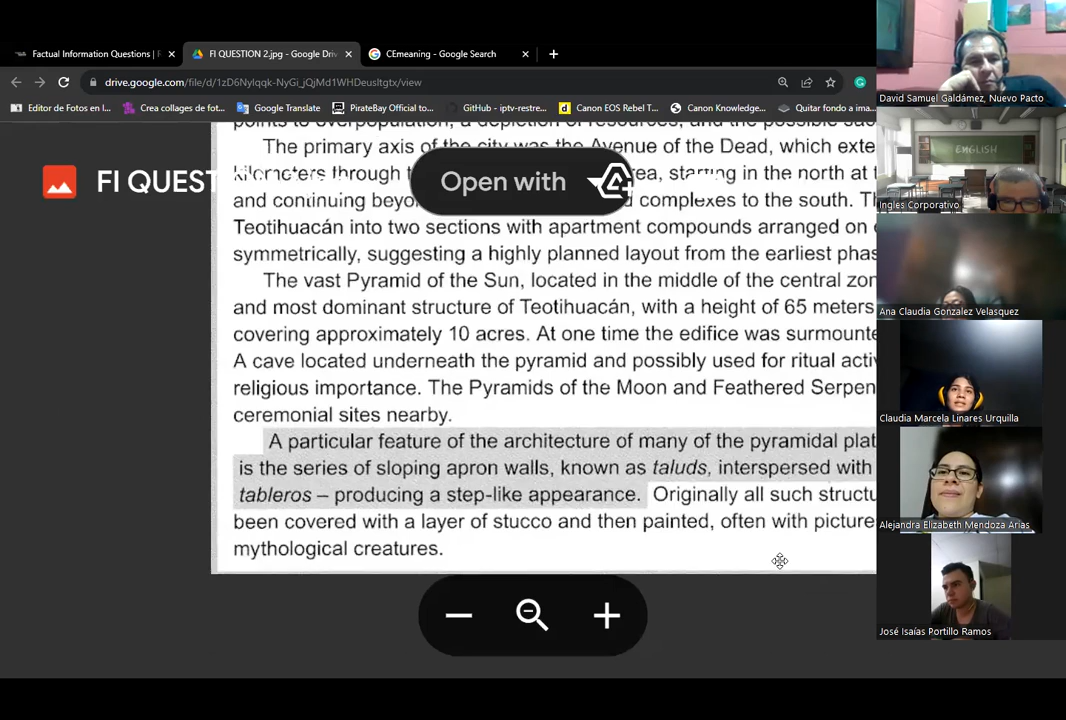 Factual Information Questions | F
FI QUESTION 2.jpg - Google Driv
CEmeaning - Google Search
drive.google.com/file/d/1zD6Nylqqk-NyGi_jQjMd1WHDeusltgtx/view
Editor de Fotos en l...
Crea collages de fot...
Google Translate
PirateBay Official to...
GitHub - iptv-restre...
Canon EOS Rebel T...
Canon Knowledge...
Quitar fondo a ima...
FI QUEST
Open with
The primary axis of the city was the Avenue of the Dead, which exte
through t rea, starting in the north at t
and continuing beyo d complexes to the south. Th
Teotihuacán into two sections with apartment compounds arranged on e
symmetrically, suggesting a highly planned layout from the earliest phas
The vast Pyramid of the Sun, located in the middle of the central zon
and most dominant structure of Teotihuacán, with a height of 65 meters
covering approximately 10 acres. At one time the edifice was surmounte
A cave located underneath the pyramid and possibly used for ritual activ
religious importance. The Pyramids of the Moon and Feathered Serpen
ceremonial sites nearby.
A particular feature of the architecture of many of the pyramidal plat
is the series of sloping apron walls, known as taluds, interspersed with
tableros – producing a step-like appearance. Originally all such structu
been covered with a layer of stucco and then painted, often with picture
mythological creatures.
David Samuel Galdámez, Nuevo Pacto
ENGLISH
Ingles Corporativo
Ana Claudia Gonzalez Velasquez
Claudia Marcela Linares Urquilla
Alejandra Elizabeth Mendoza Arias
José Isaías Portillo Ramos